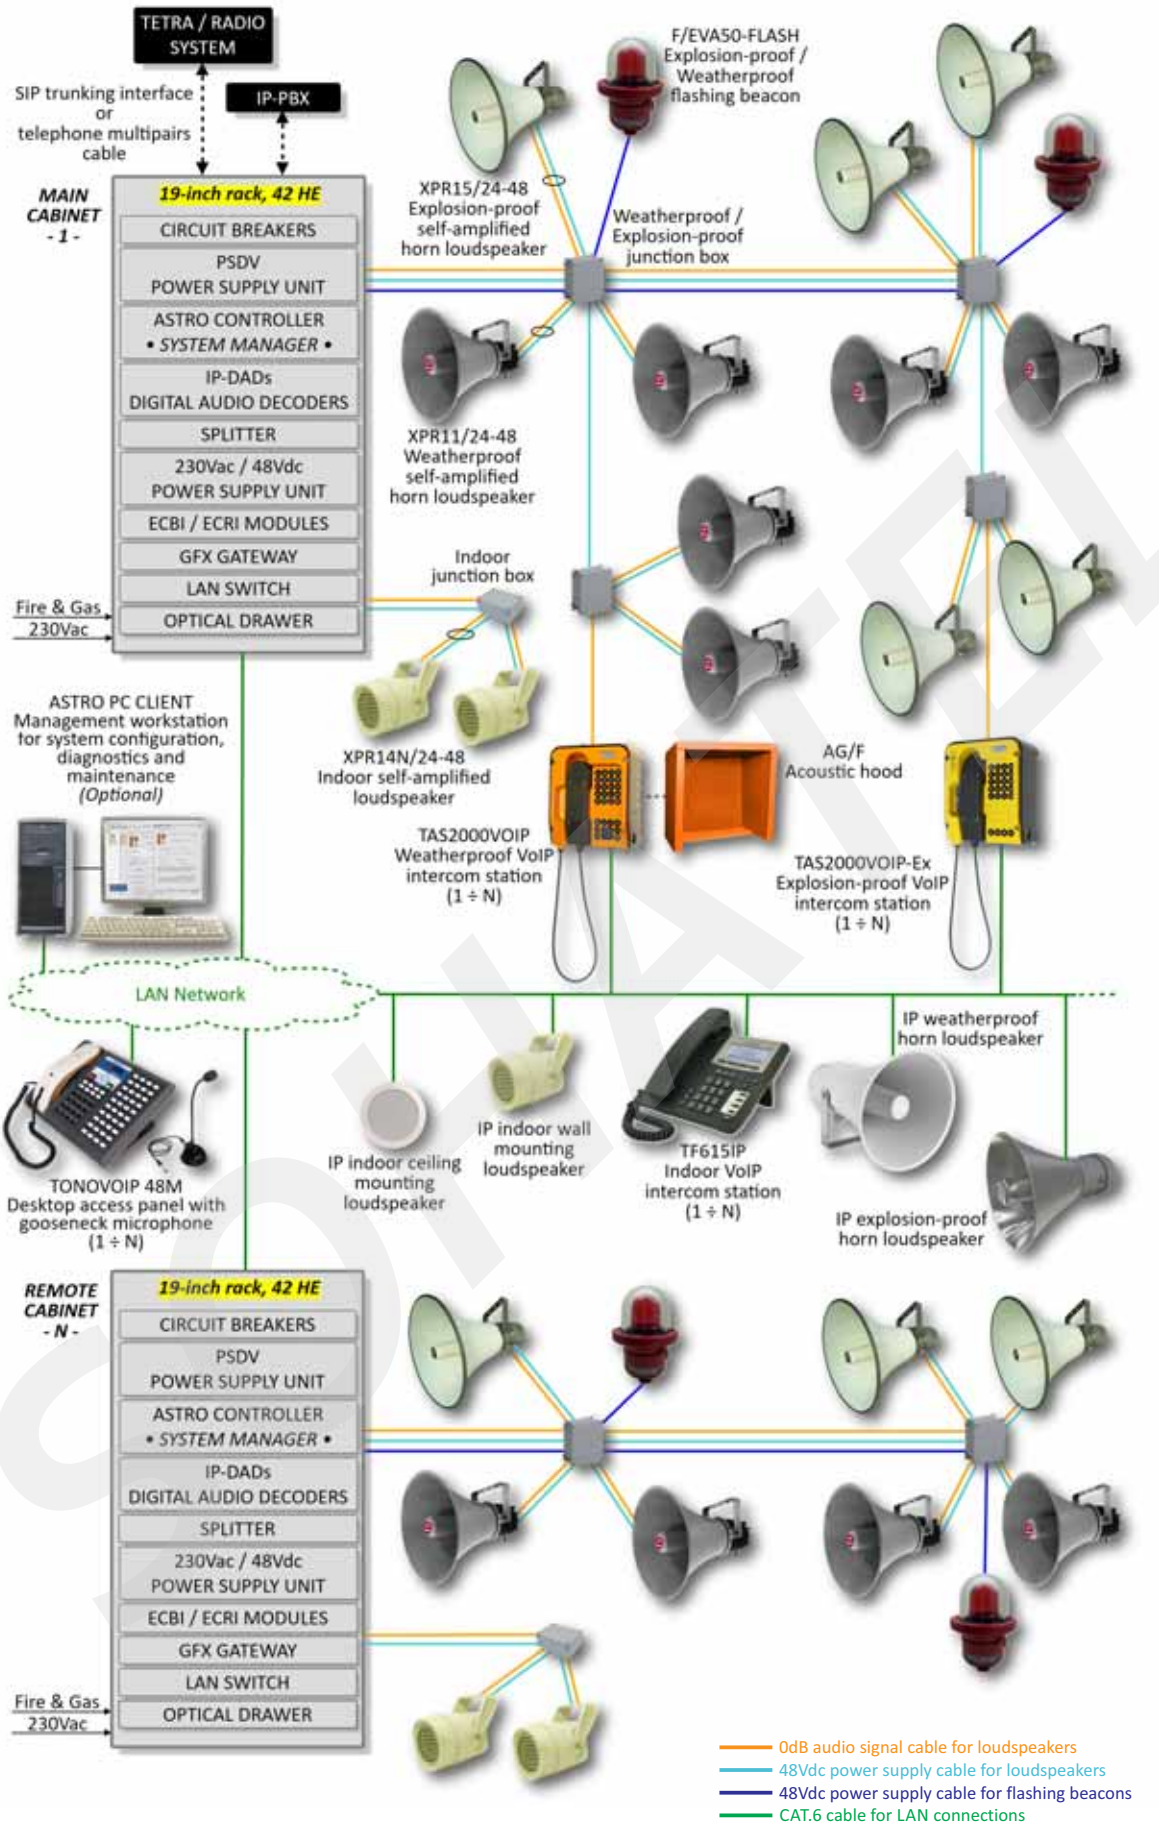 TETRA / RADIO
SYSTEM
SIP trunking interface
or
telephone multipairs
cable
IP-PBX
F/EVA50-FLASH
Explosion-proof /
Weatherproof
flashing beacon
MAIN
CABINET
- 1 -
19-inch rack, 42 HE
CIRCUIT BREAKERS
PSDV
POWER SUPPLY UNIT
ASTRO CONTROLLER
• SYSTEM MANAGER •
IP-DADs
DIGITAL AUDIO DECODERS
SPLITTER
230Vac / 48Vdc
POWER SUPPLY UNIT
ECBI / ECRI MODULES
GFX GATEWAY
LAN SWITCH
OPTICAL DRAWER
Fire & Gas
230Vac
XPR15/24-48
Explosion-proof
self-amplified
horn loudspeaker
Weatherproof /
Explosion-proof
junction box
XPR11/24-48
Weatherproof
self-amplified
horn loudspeaker
Indoor
junction box
XPR14N/24-48
Indoor self-amplified
loudspeaker
ASTRO PC CLIENT
Management workstation
for system configuration,
diagnostics and
maintenance
(Optional)
AG/F
Acoustic hood
TAS2000VOIP
Weatherproof VoIP
intercom station
(1 ÷ N)
TAS2000VOIP-Ex
Explosion-proof VoIP
intercom station
(1 ÷ N)
LAN Network
TONOVOIP 48M
Desktop access panel with
gooseneck microphone
(1 ÷ N)
IP indoor ceiling
mounting
loudspeaker
IP indoor wall
mounting
loudspeaker
TF615IP
Indoor VoIP
intercom station
(1 ÷ N)
IP weatherproof
horn loudspeaker
IP explosion-proof
horn loudspeaker
REMOTE
CABINET
- N -
19-inch rack, 42 HE
CIRCUIT BREAKERS
PSDV
POWER SUPPLY UNIT
ASTRO CONTROLLER
• SYSTEM MANAGER •
IP-DADs
DIGITAL AUDIO DECODERS
SPLITTER
230Vac / 48Vdc
POWER SUPPLY UNIT
ECBI / ECRI MODULES
GFX GATEWAY
LAN SWITCH
OPTICAL DRAWER
Fire & Gas
230Vac
0dB audio signal cable for loudspeakers
48Vdc power supply cable for loudspeakers
48Vdc power supply cable for flashing beacons
CAT.6 cable for LAN connections